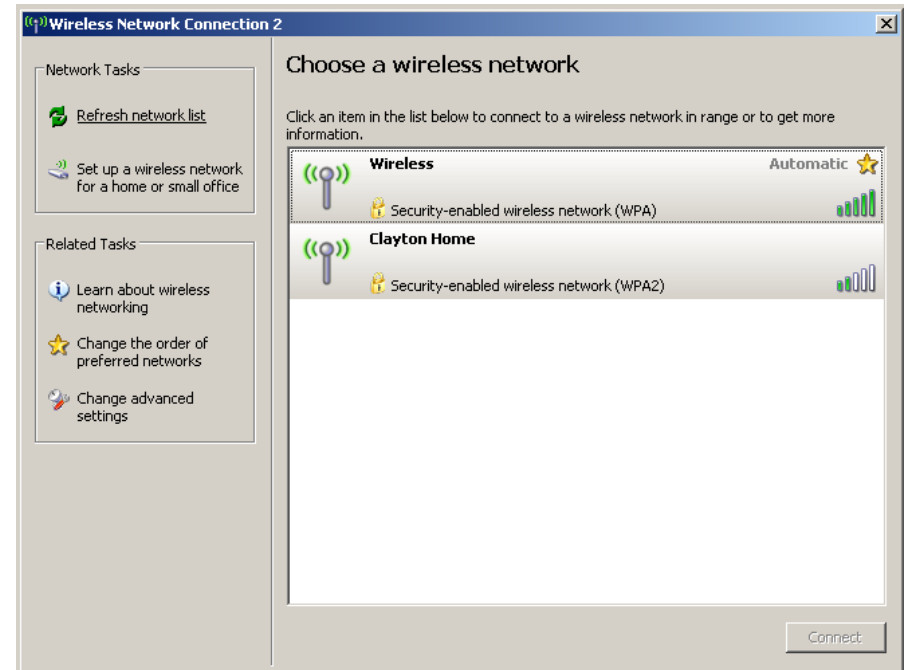 Wireless Network Connection 2
Network Tasks
Refresh network list
Set up a wireless network
for a home or small office
Related Tasks
Learn about wireless
networking
Change the order of
preferred networks
Change advanced
settings
Choose a wireless network
Click an item in the list below to connect to a wireless network in range or to get more
information.
Wireless
Automatic
Security-enabled wireless network (WPA)
Clayton Home
Security-enabled wireless network (WPA2)
Connect